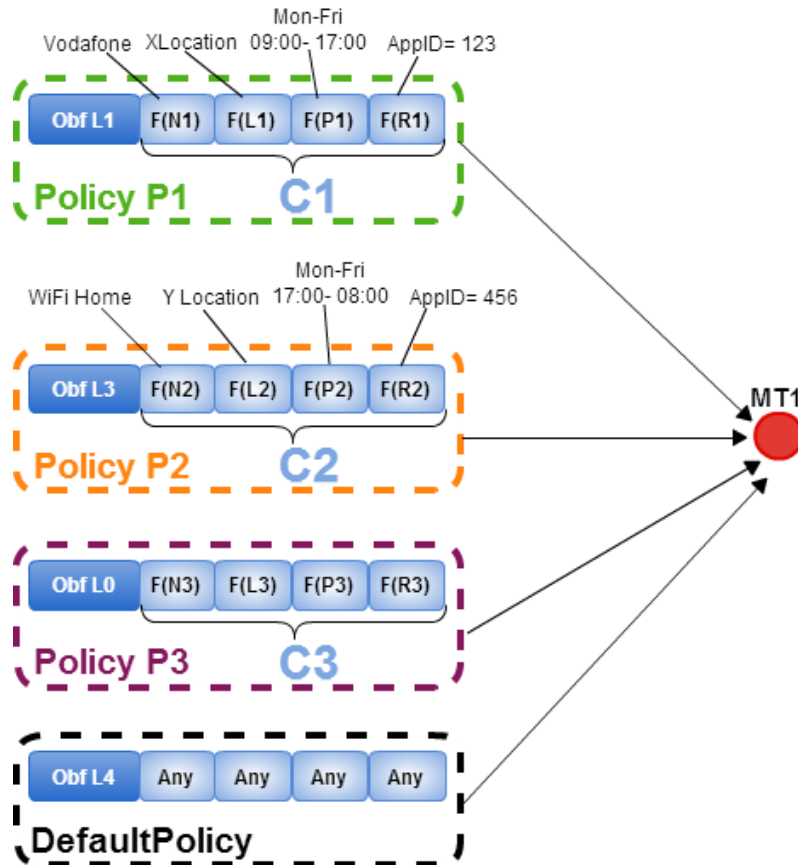 Mon-Fri
Vodafone XLocation 09:00- 17:00 AppID= 123
Obf L1 F(N1) F(L1) F(P1) F(R1)
Policy P1 C1
Mon-Fri
WiFi Home Y Location 17:00- 08:00 AppID= 456
Obf L3 F(N2) F(L2) F(P2) F(R2)
MT1
Policy P2 C2
Obf L0 F(N3) F(L3) F(P3) F(R3)
Policy P3 C3
Obf L4 Any Any Any Any
DefaultPolicy